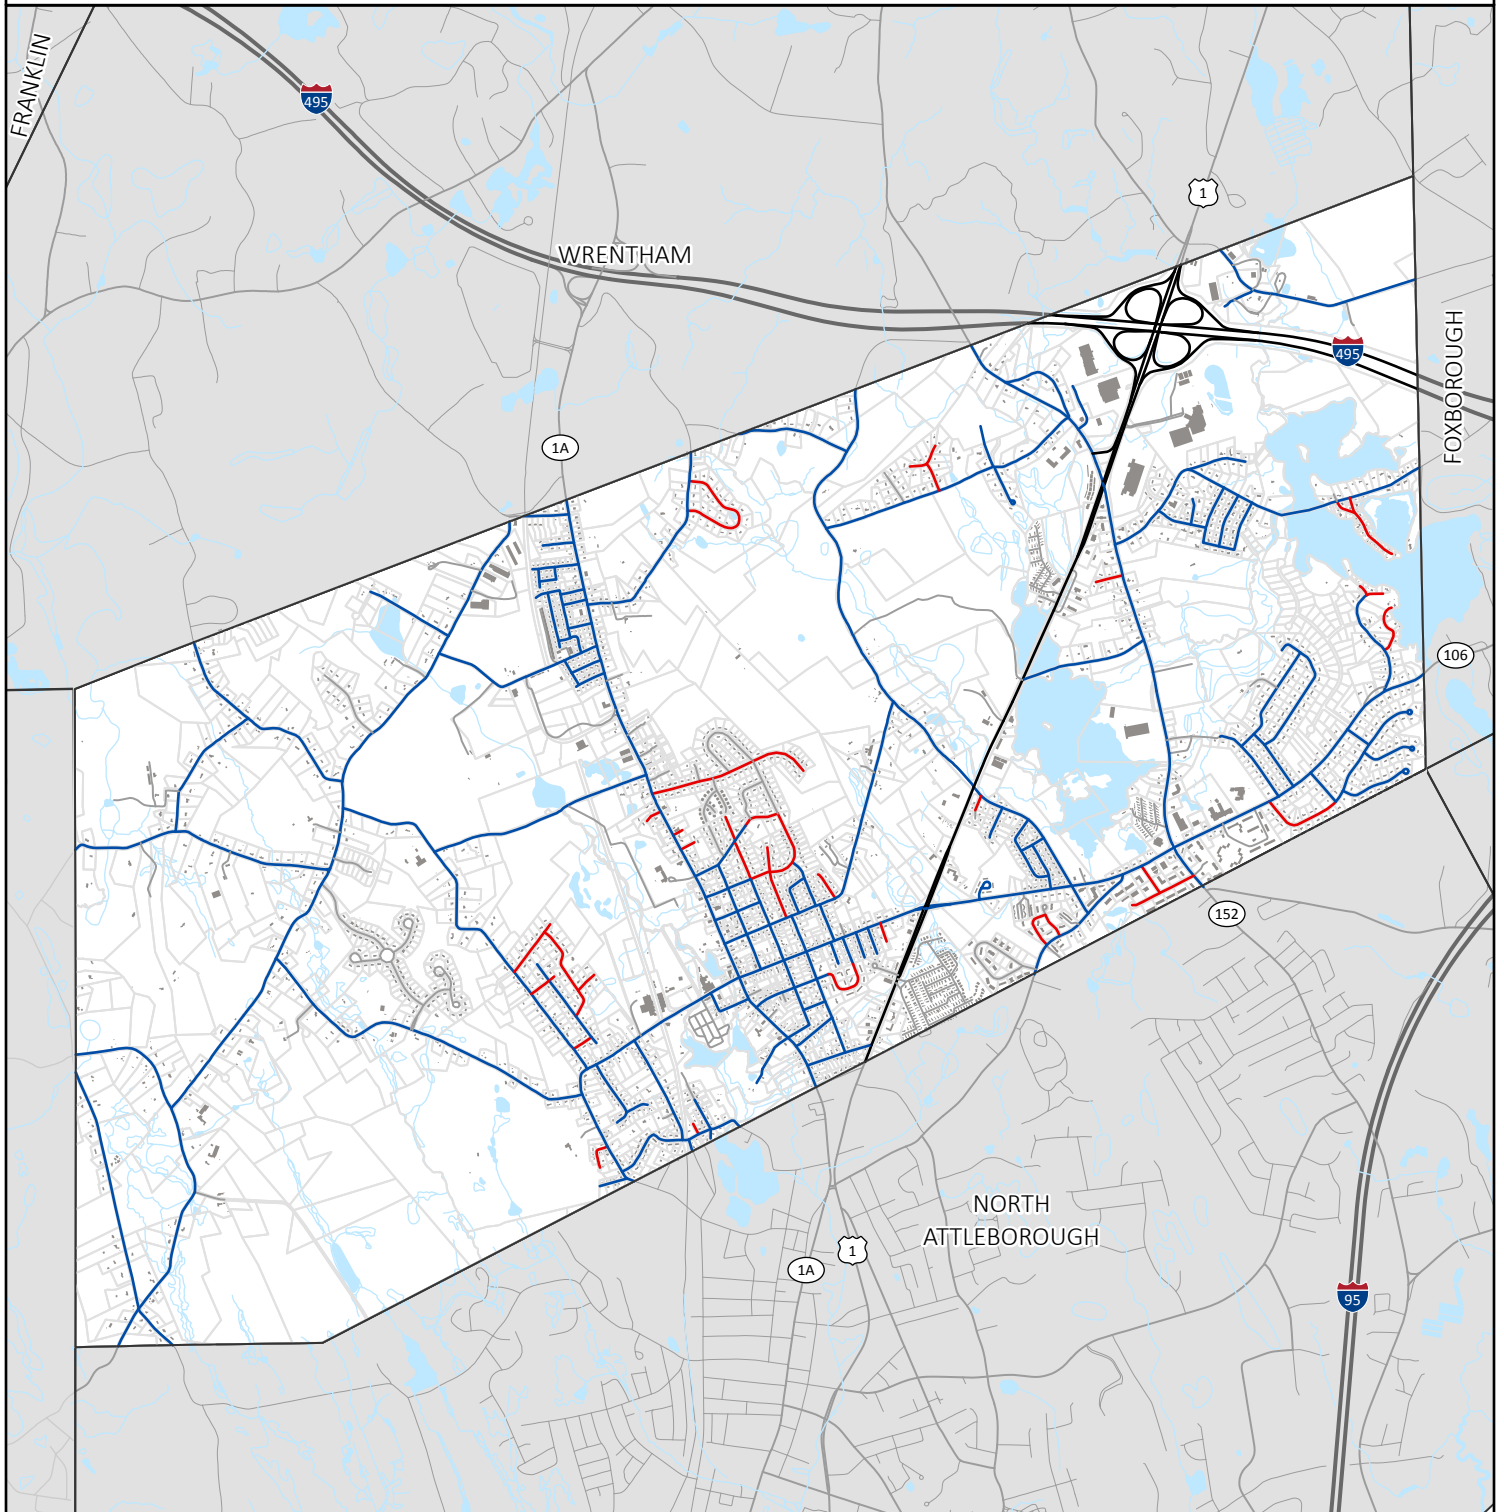 FRANKLIN
495
1
WRENTHAM
FOXBOROUGH
495
1A
106
152
NORTH
ATTLEBOROUGH
1
1A
95